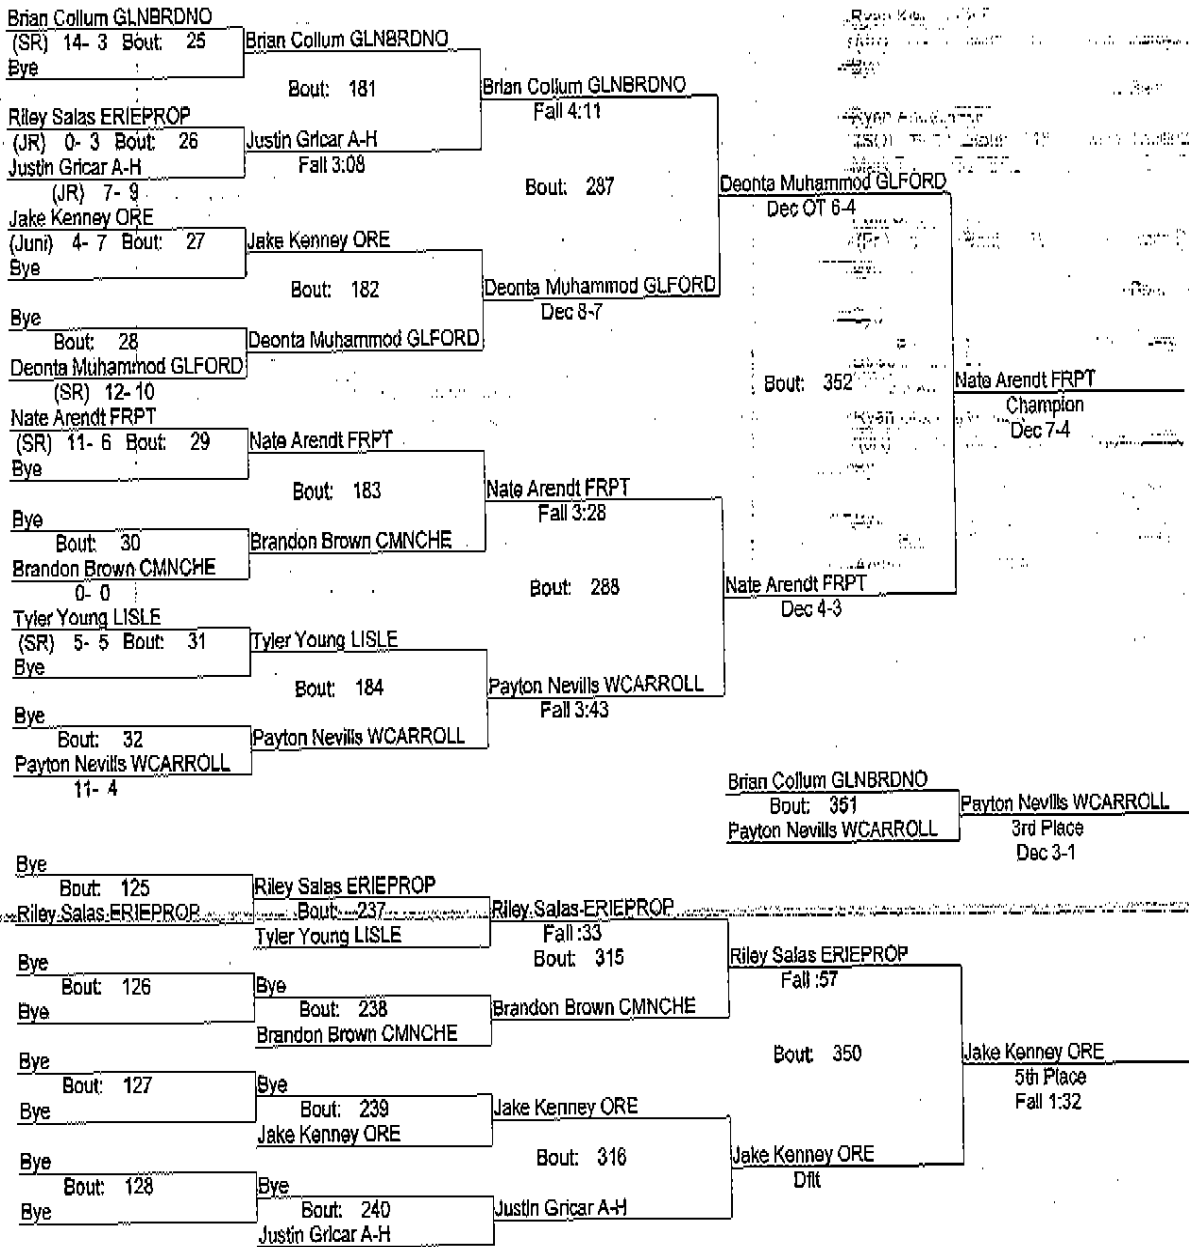 Brian Collum GLNBRDNO
(SR) 14- 3 Bout: 25
Bye
Brian Collum GLNBRDNO
Bout: 181
Riley Salas ERIEPROP
(JR) 0- 3 Bout: 26
Justin Gricar A-H
(JR) 7- 9
Justin Gricar A-H
Fall 3:08
Brian Collum GLNBRDNO
Fall 4:11
Bout: 287
Jake Kenney ORE
(Juni) 4- 7 Bout: 27
Bye
Jake Kenney ORE
Bout: 182
Bye
Bout: 28
Deonta Muhammod GLFORD
(SR) 12- 10
Deonta Muhammod GLFORD
Deonta Muhammod GLFORD
Dec 8-7
Deonta Muhammod GLFORD
Dec OT 6-4
Bout: 352
Nate Arendt FRPT
Champion
Dec 7-4
Nate Arendt FRPT
(SR) 11- 6 Bout: 29
Bye
Nate Arendt FRPT
Bout: 183
Bye
Bout: 30
Brandon Brown CMNCHE
0- 0
Brandon Brown CMNCHE
Nate Arendt FRPT
Fall 3:28
Bout: 288
Nate Arendt FRPT
Dec 4-3
Tyler Young LISLE
(SR) 5- 5 Bout: 31
Bye
Tyler Young LISLE
Bout: 184
Bye
Bout: 32
Payton Nevills WCARROLL
11- 4
Payton Nevills WCARROLL
Payton Nevills WCARROLL
Fall 3:43
Brian Collum GLNBRDNO
Bout: 351
Payton Nevills WCARROLL
Payton Nevills WCARROLL
3rd Place
Dec 3-1
Bye
Bout: 125
Riley Salas ERIEPROP
Riley Salas ERIEPROP
Bout: 237
Tyler Young LISLE
Riley Salas ERIEPROP
Fall :33
Bout: 315
Bye
Bout: 126
Bye
Bye
Bout: 238
Brandon Brown CMNCHE
Brandon Brown CMNCHE
Riley Salas ERIEPROP
Fall :57
Bout: 350
Bye
Bout: 127
Bye
Bye
Bout: 239
Jake Kenney ORE
Jake Kenney ORE
Bout: 316
Bye
Bout: 128
Bye
Bye
Bout: 240
Justin Gricar A-H
Justin Gricar A-H
Jake Kenney ORE
Dflt
Jake Kenney ORE
5th Place
Fall 1:32